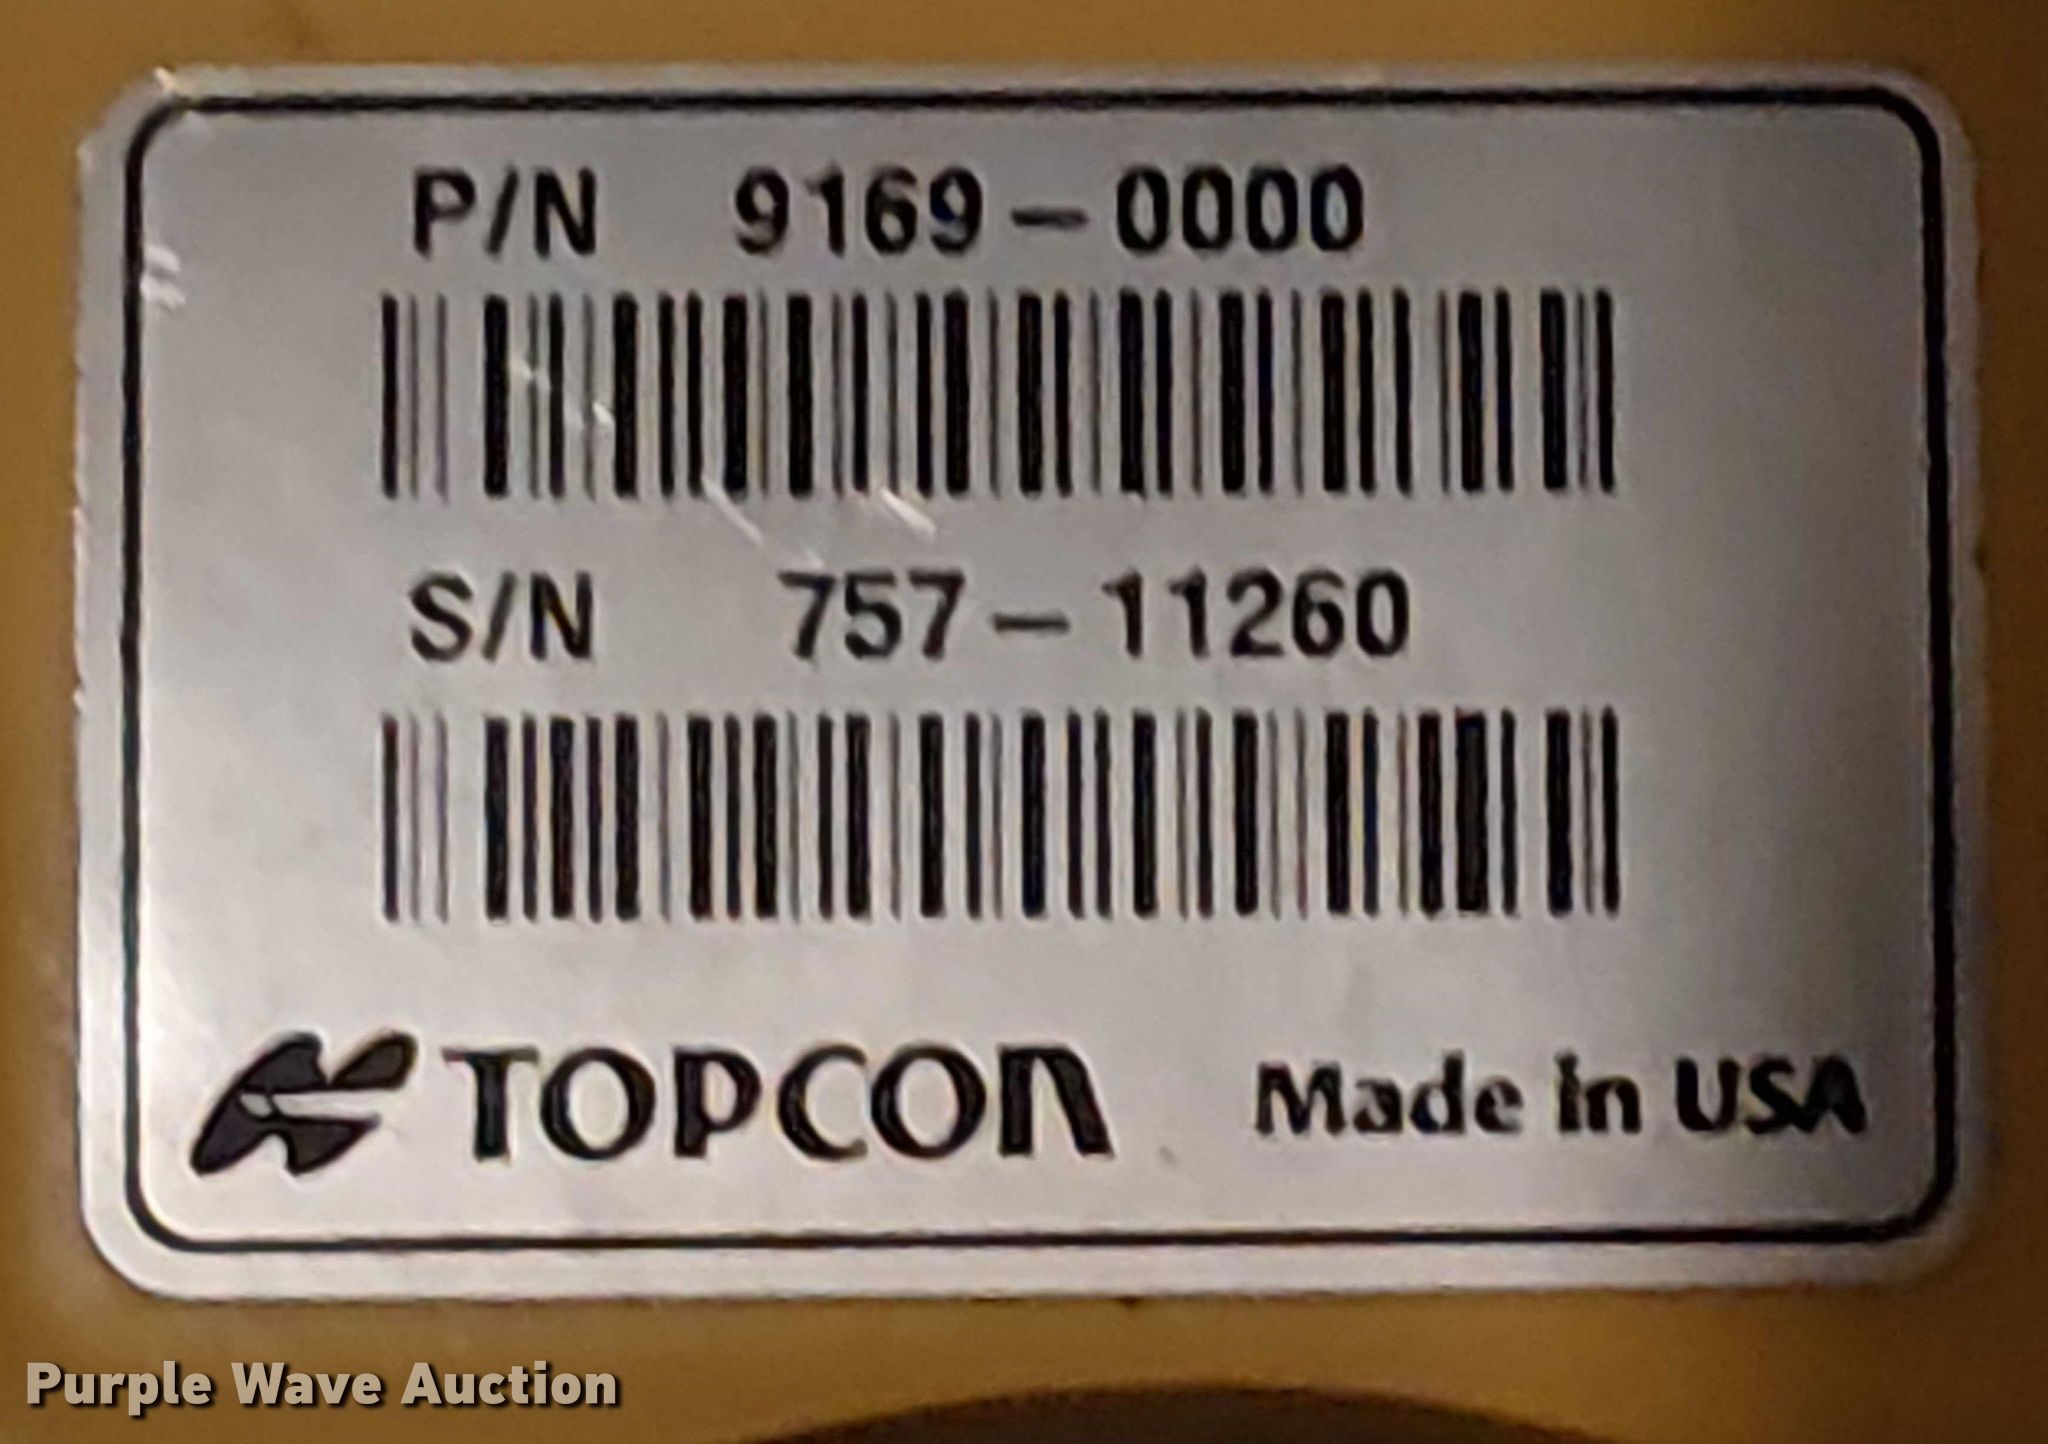 P/N 9169-0000
S/N 757-11260
TOPCON Made in USA
Purple Wave Auction